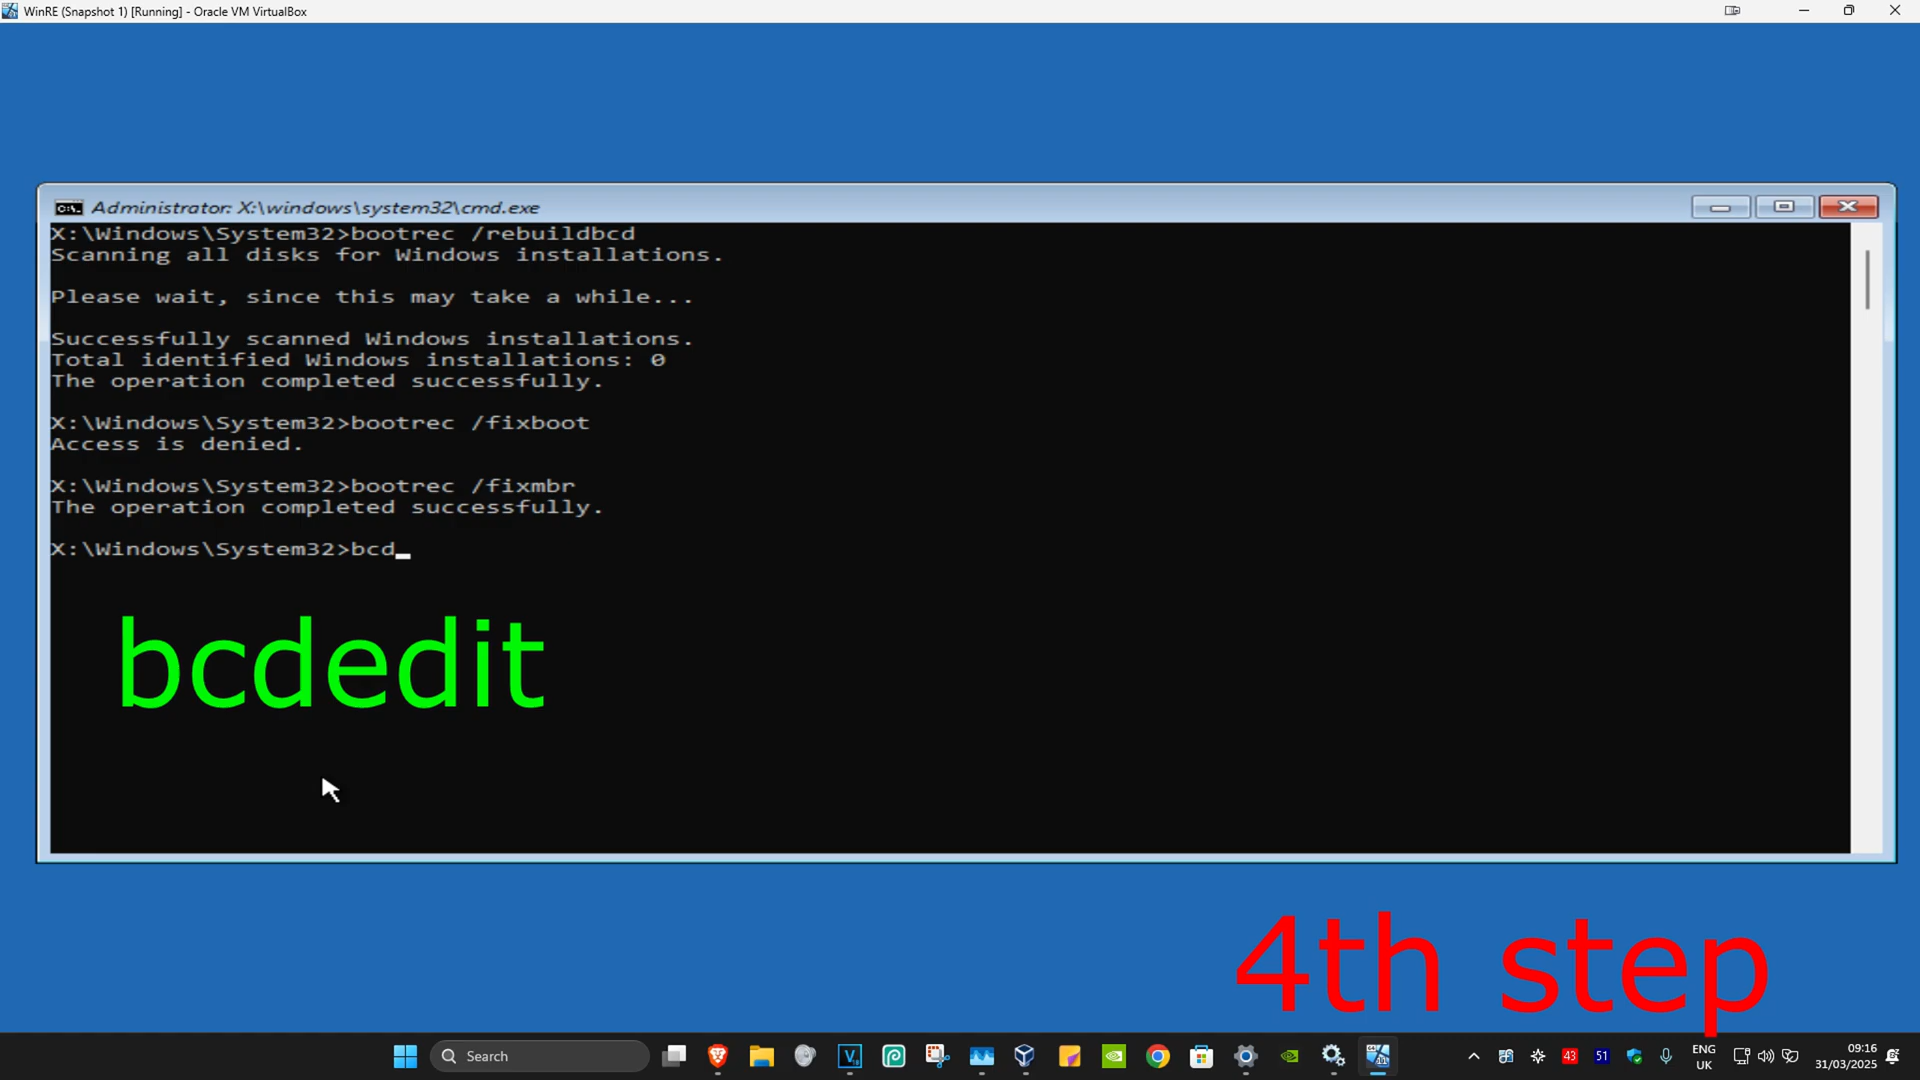 WinRE (Snapshot 1) [Running] - Oracle VM VirtualBox
Administrator: X:\windows\system32\cmd.exe
X:\Windows\System32>bootrec /rebuildbcd
Scanning all disks for Windows installations.
Please wait, since this may take a while...
Successfully scanned Windows installations.
Total identified Windows installations: 0
The operation completed successfully.
X:\Windows\System32>bootrec /fixboot
Access is denied.
X:\Windows\System32>bootrec /fixmbr
The operation completed successfully.
X:\Windows\System32>bcd_
bcdedit
4th step
Search
43
51
ENG
UK
09:16
31/03/2025